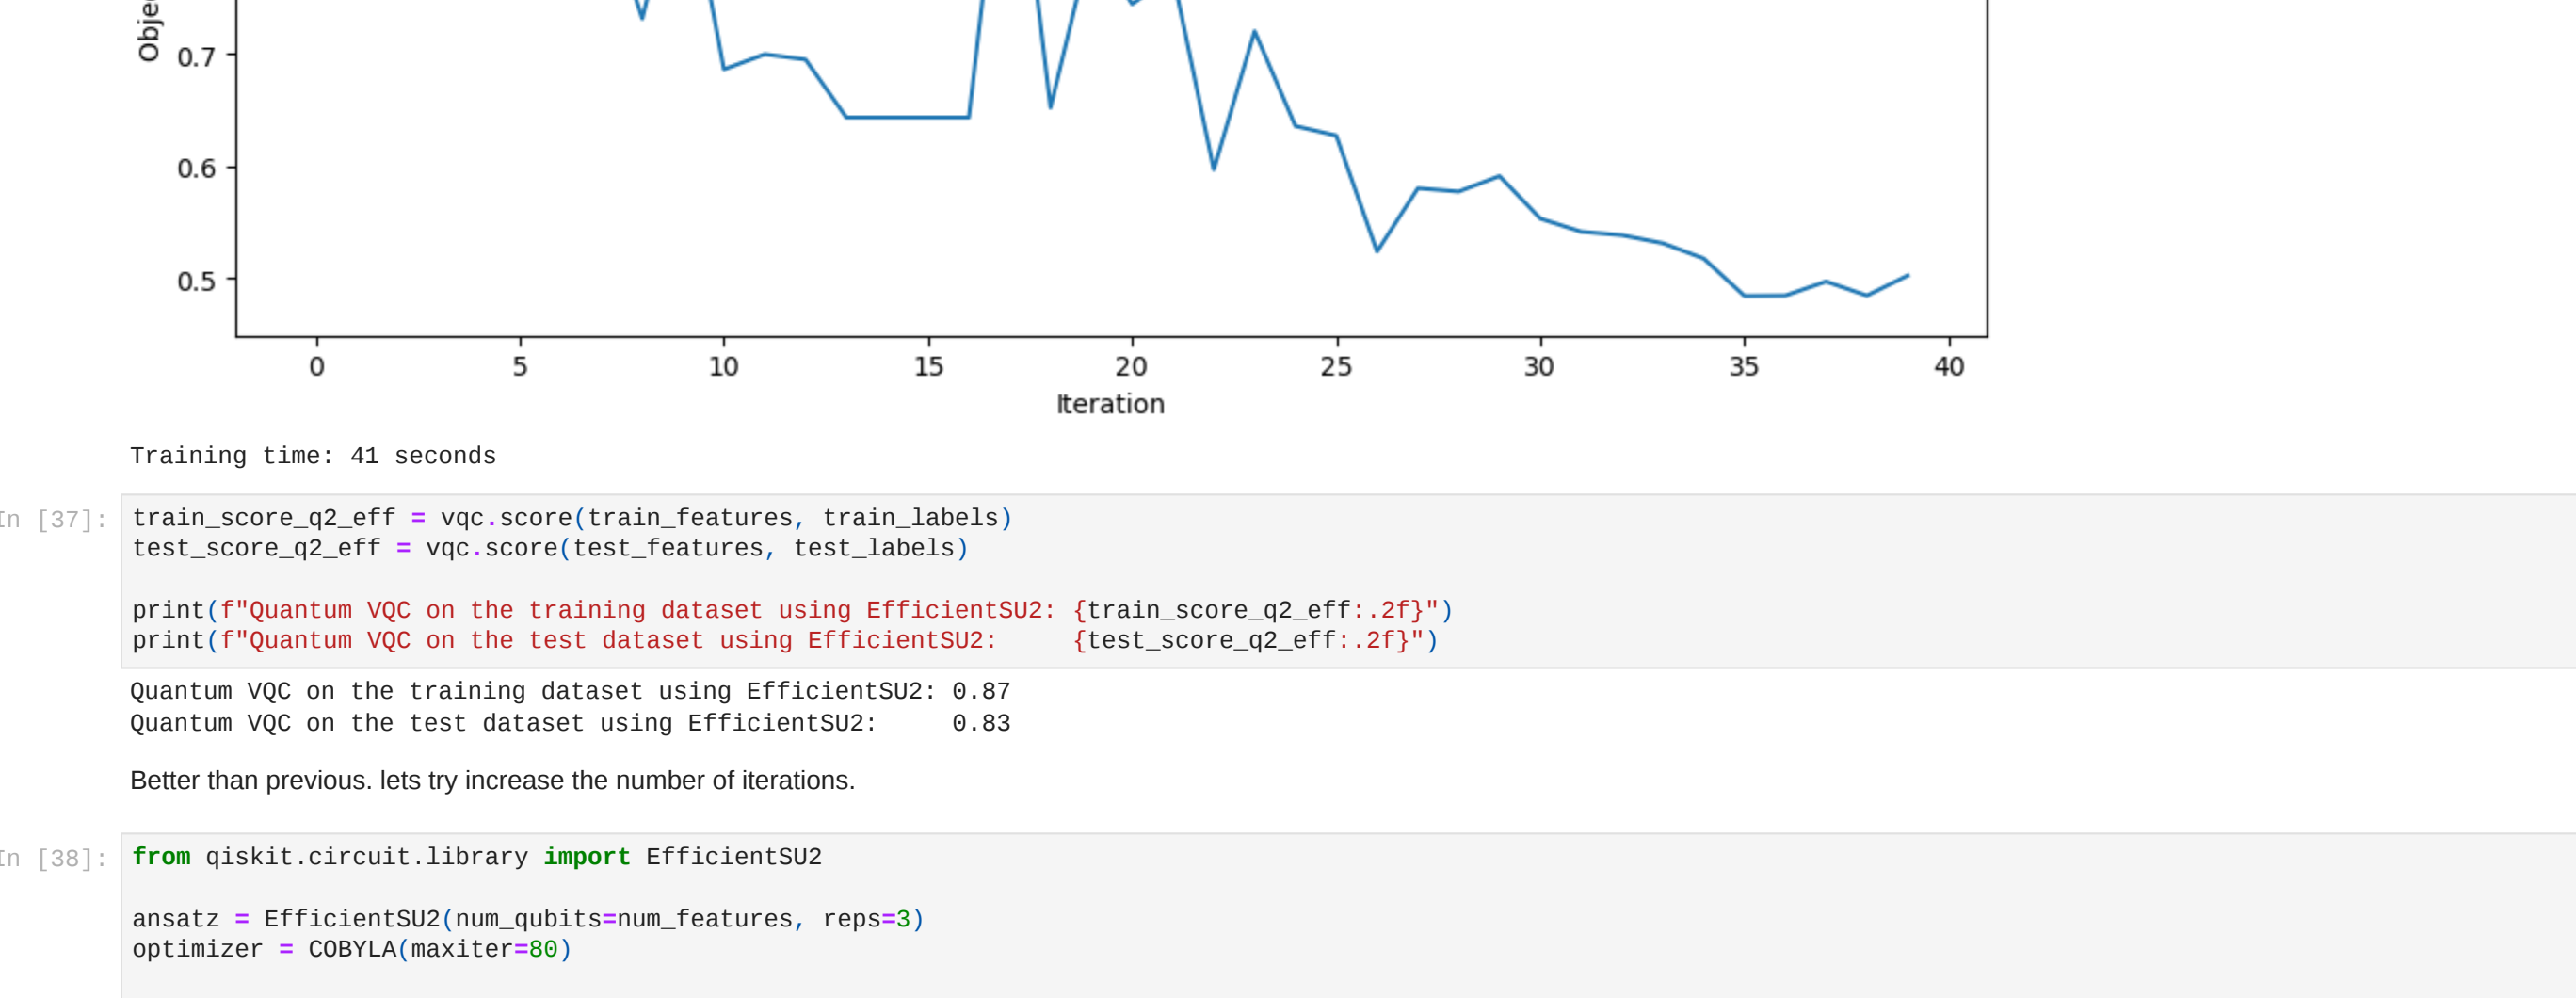 Objec
0.7
0.6
0.5
0 5 10 15 20 25 30 35 40
Iteration
Training time: 41 seconds
In [37]:
train_score_q2_eff = vqc.score(train_features, train_labels)
test_score_q2_eff = vqc.score(test_features, test_labels)
print(f"Quantum VQC on the training dataset using EfficientSU2: {train_score_q2_eff:.2f}")
print(f"Quantum VQC on the test dataset using EfficientSU2:     {test_score_q2_eff:.2f}")
Quantum VQC on the training dataset using EfficientSU2: 0.87
Quantum VQC on the test dataset using EfficientSU2:     0.83
Better than previous. lets try increase the number of iterations.
In [38]:
from qiskit.circuit.library import EfficientSU2
ansatz = EfficientSU2(num_qubits=num_features, reps=3)
optimizer = COBYLA(maxiter=80)